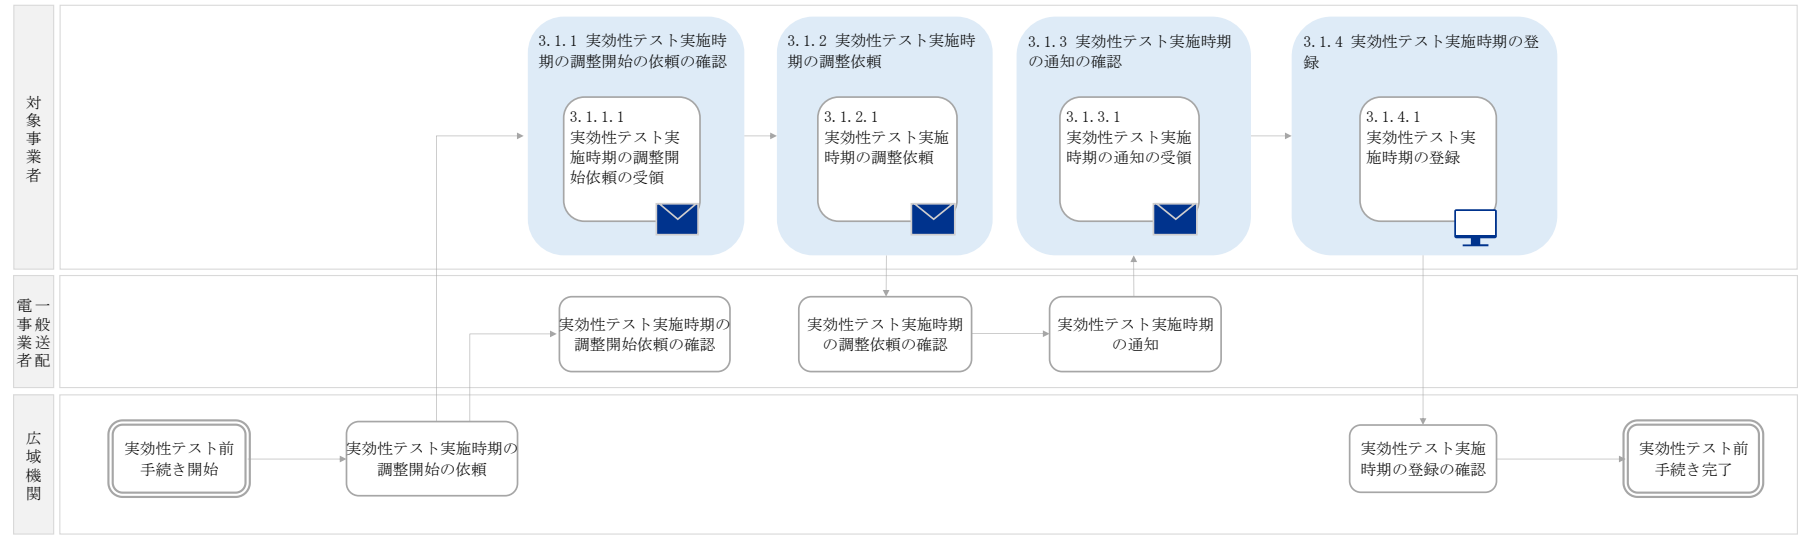 対象事業者
3.1.1 実効性テスト実施時
期の調整開始の依頼の確認
3.1.1.1
実効性テスト実
施時期の調整開
始依頼の受領
3.1.2 実効性テスト実施時
期の調整依頼
3.1.2.1
実効性テスト実施
時期の調整依頼
3.1.3 実効性テスト実施時期
の通知の確認
3.1.3.1
実効性テスト実施
時期の通知の受領
3.1.4 実効性テスト実施時期の登
録
3.1.4.1
実効性テスト実
施時期の登録
一般送配
電事業者
実効性テスト実施時期の
調整開始依頼の確認
実効性テスト実施時期
の調整依頼の確認
実効性テスト実施時期
の通知
広域機関
実効性テスト前
手続き開始
実効性テスト実施時期の
調整開始の依頼
実効性テスト実施
時期の登録の確認
実効性テスト前
手続き完了